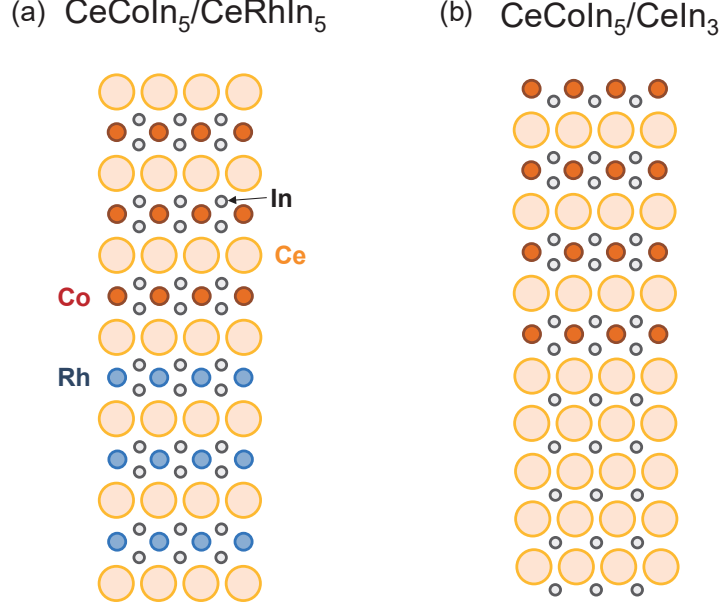 (a) CeCoIn₅/CeRhIn₅
(b) CeCoIn₅/CeIn₃
In
Ce
Co
Rh